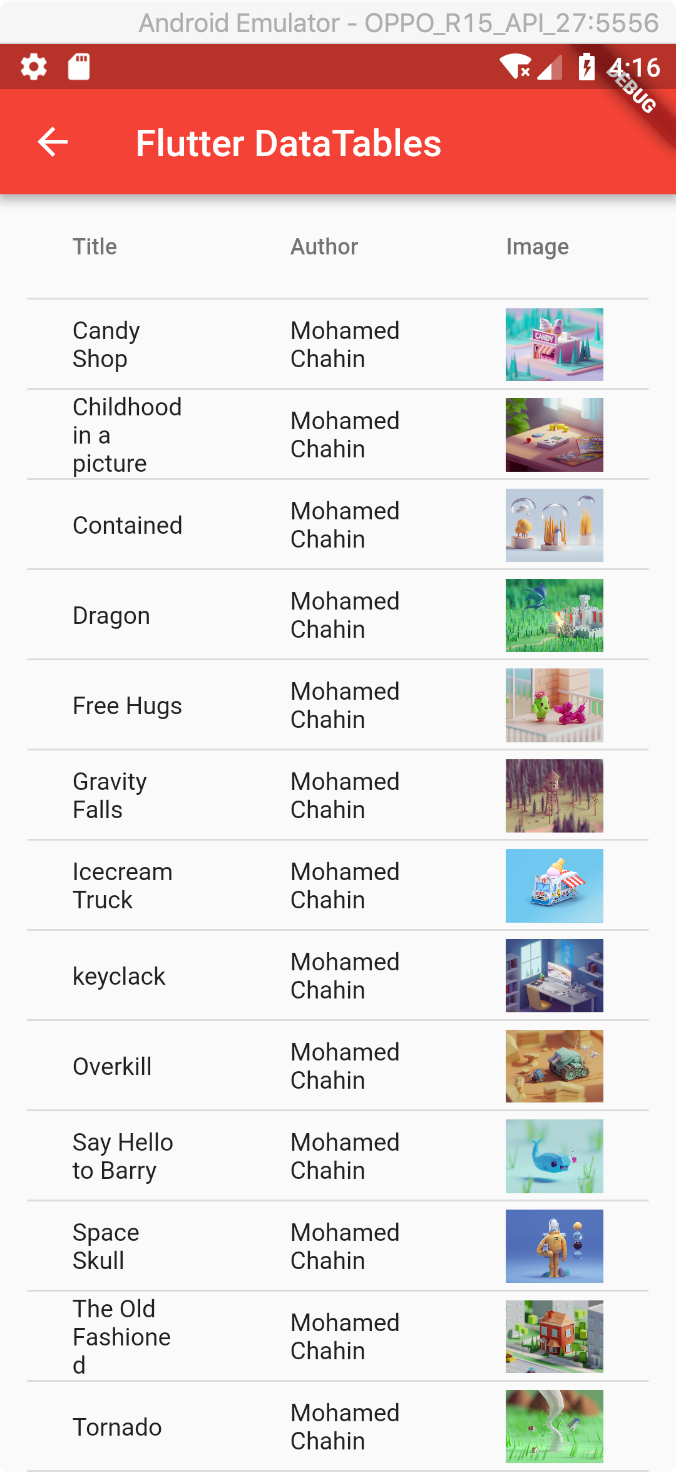 Android Emulator - OPPO_R15_API_27:5556
4:16
DEBUG
Flutter DataTables
Title Author Image
Candy
Shop
Mohamed
Chahin
CANDY
Childhood
in a
picture
Mohamed
Chahin
Contained
Mohamed
Chahin
Dragon
Mohamed
Chahin
Free Hugs
Mohamed
Chahin
Gravity
Falls
Mohamed
Chahin
Icecream
Truck
Mohamed
Chahin
keyclack
Mohamed
Chahin
Overkill
Mohamed
Chahin
Say Hello
to Barry
Mohamed
Chahin
Space
Skull
Mohamed
Chahin
The Old
Fashione
d
Mohamed
Chahin
Tornado
Mohamed
Chahin